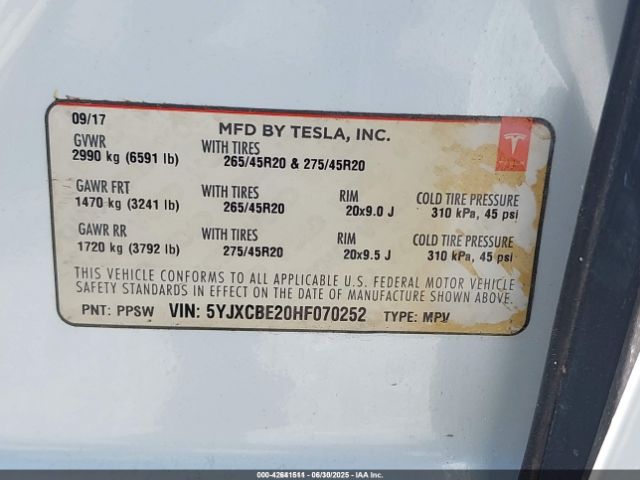 09/17
MFD BY TESLA, INC.
TESLA
GVWR WITH TIRES
2990 kg (6591 lb) 265/45R20 & 275/45R20
GAWR FRT WITH TIRES RIM COLD TIRE PRESSURE
1470 kg (3241 lb) 265/45R20 20x9.0 J 310 kPa, 45 psi
GAWR RR WITH TIRES RIM COLD TIRE PRESSURE
1720 kg (3792 lb) 275/45R20 20x9.5 J 310 kPa, 45 psi
THIS VEHICLE CONFORMS TO ALL APPLICABLE U.S. FEDERAL MOTOR VEHICLE
SAFETY STANDARDS IN EFFECT ON THE DATE OF MANUFACTURE SHOWN ABOVE.
PNT: PPSW VIN: 5YJXCBE20HF070252 TYPE: MPV
000-42641511 - 06/30/2025 - COPYRIGHT IAA, LLC.